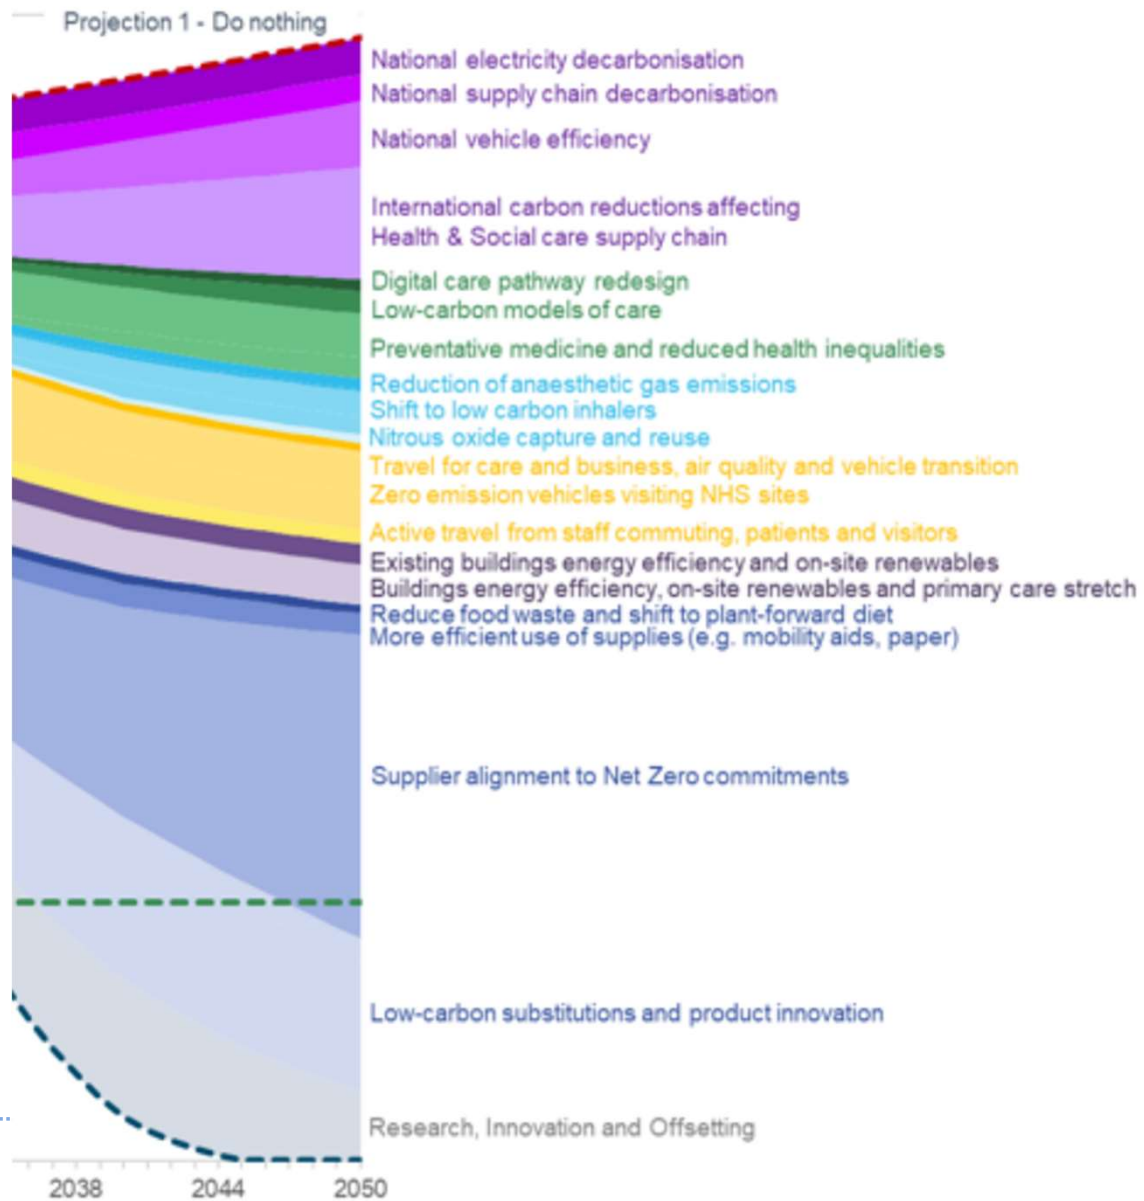 Projection 1 - Do nothing
National electricity decarbonisation
National supply chain decarbonisation
National vehicle efficiency
International carbon reductions affecting
Health & Social care supply chain
Digital care pathway redesign
Low-carbon models of care
Preventative medicine and reduced health inequalities
Reduction of anaesthetic gas emissions
Shift to low carbon inhalers
Nitrous oxide capture and reuse
Travel for care and business, air quality and vehicle transition
Zero emission vehicles visiting NHS sites
Active travel from staff commuting, patients and visitors
Existing buildings energy efficiency and on-site renewables
Buildings energy efficiency, on-site renewables and primary care stretch
Reduce food waste and shift to plant-forward diet
More efficient use of supplies (e.g. mobility aids, paper)
Supplier alignment to Net Zero commitments
Low-carbon substitutions and product innovation
Research, Innovation and Offsetting
2038 2044 2050